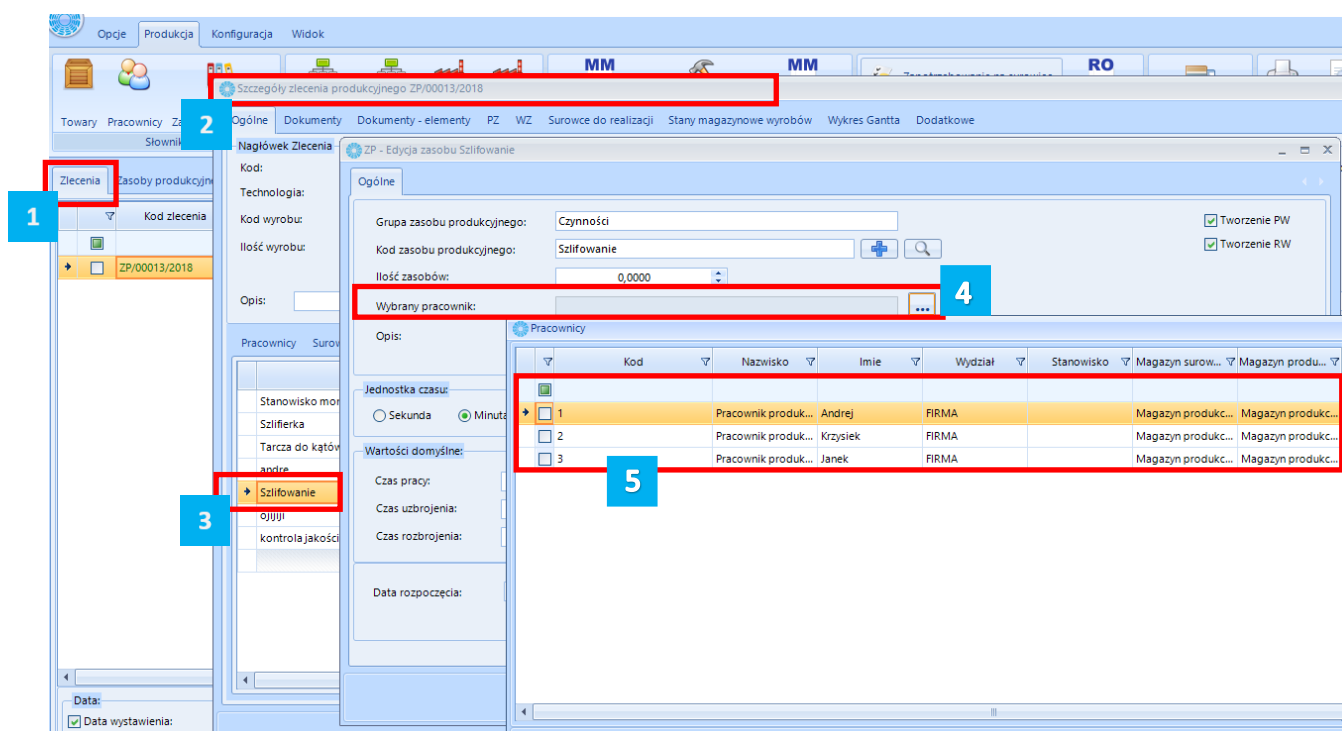 Opcje Produkcja Konfiguracja Widok
MM MM RO
Szczegóły zlecenia produkcyjnego ZP/00013/2018
2
Towary Pracownicy
Ogólne Dokumenty Dokumenty - elementy PZ WZ Surowce do realizacji Stany magazynowe wyrobów Wykres Gantta Dodatkowe
Nagłówek Zlecenia
ZP - Edycja zasobu Szlifowanie
Kod:
Zlecenia Zasoby produkcyjn
Ogólne
Technologia:
1
Kod zlecenia
Kod wyrobu:
Grupa zasobu produkcyjnego: Czynności
Tworzenie PW
Ilość wyrobu:
Kod zasobu produkcyjnego: Szlifowanie
Tworzenie RW
ZP/00013/2018
Ilość zasobów: 0,0000
4
Opis:
Wybrany pracownik: ...
Opis:
Pracownicy
Pracownicy Surow
Kod Nazwisko Imie Wydział Stanowisko Magazyn surow... Magazyn produ...
Jednostka czasu:
Stanowisko mon
Sekunda Minuta
1 Pracownik produk... Andrej FIRMA Magazyn produkc... Magazyn produkc...
Szlifierka
2 Pracownik produk... Krzysiek FIRMA Magazyn produkc... Magazyn produkc...
Tarcza do kątów
Wartości domyślne:
3 Pracownik produk... Janek FIRMA Magazyn produkc... Magazyn produkc...
andre
Czas pracy:
5
Szlifowanie
3
Czas uzbrojenia:
ojijiji
kontrola jakości
Czas rozbrojenia:
Data rozpoczęcia:
Data:
Data wystawienia: